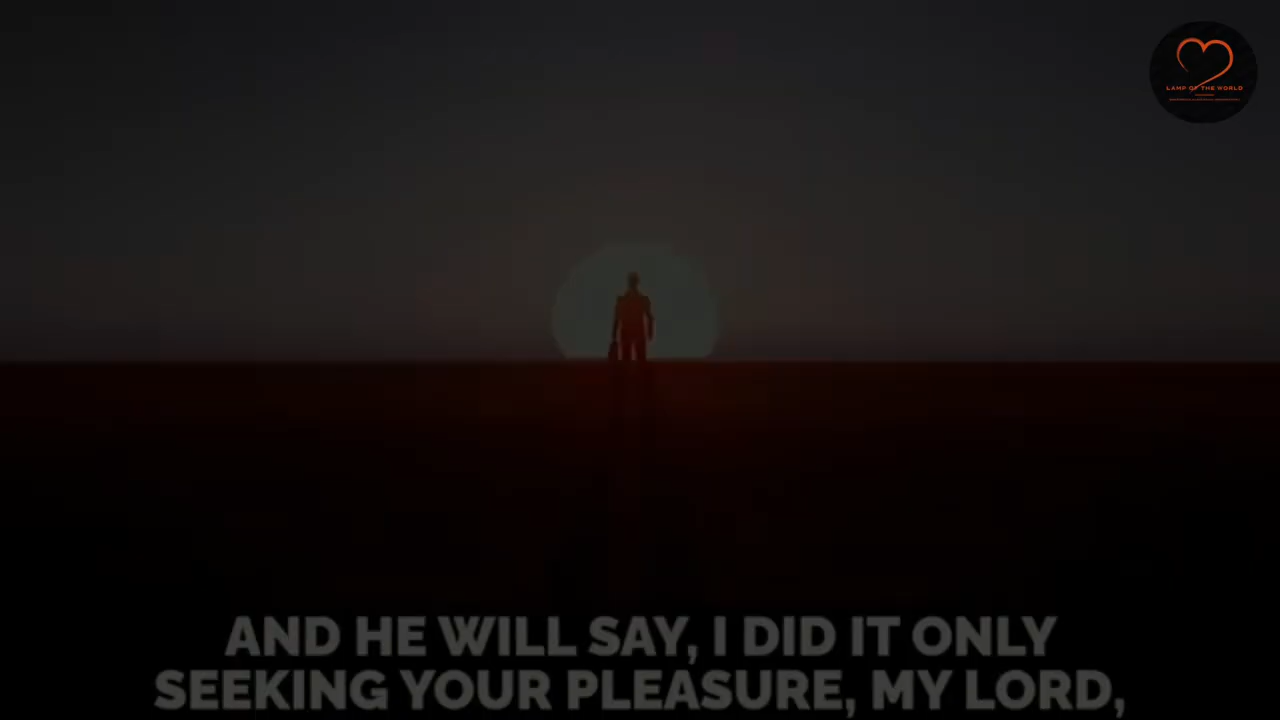 LAMP OF THE WORLD
AND HE WILL SAY, I DID IT ONLY
SEEKING YOUR PLEASURE, MY LORD,